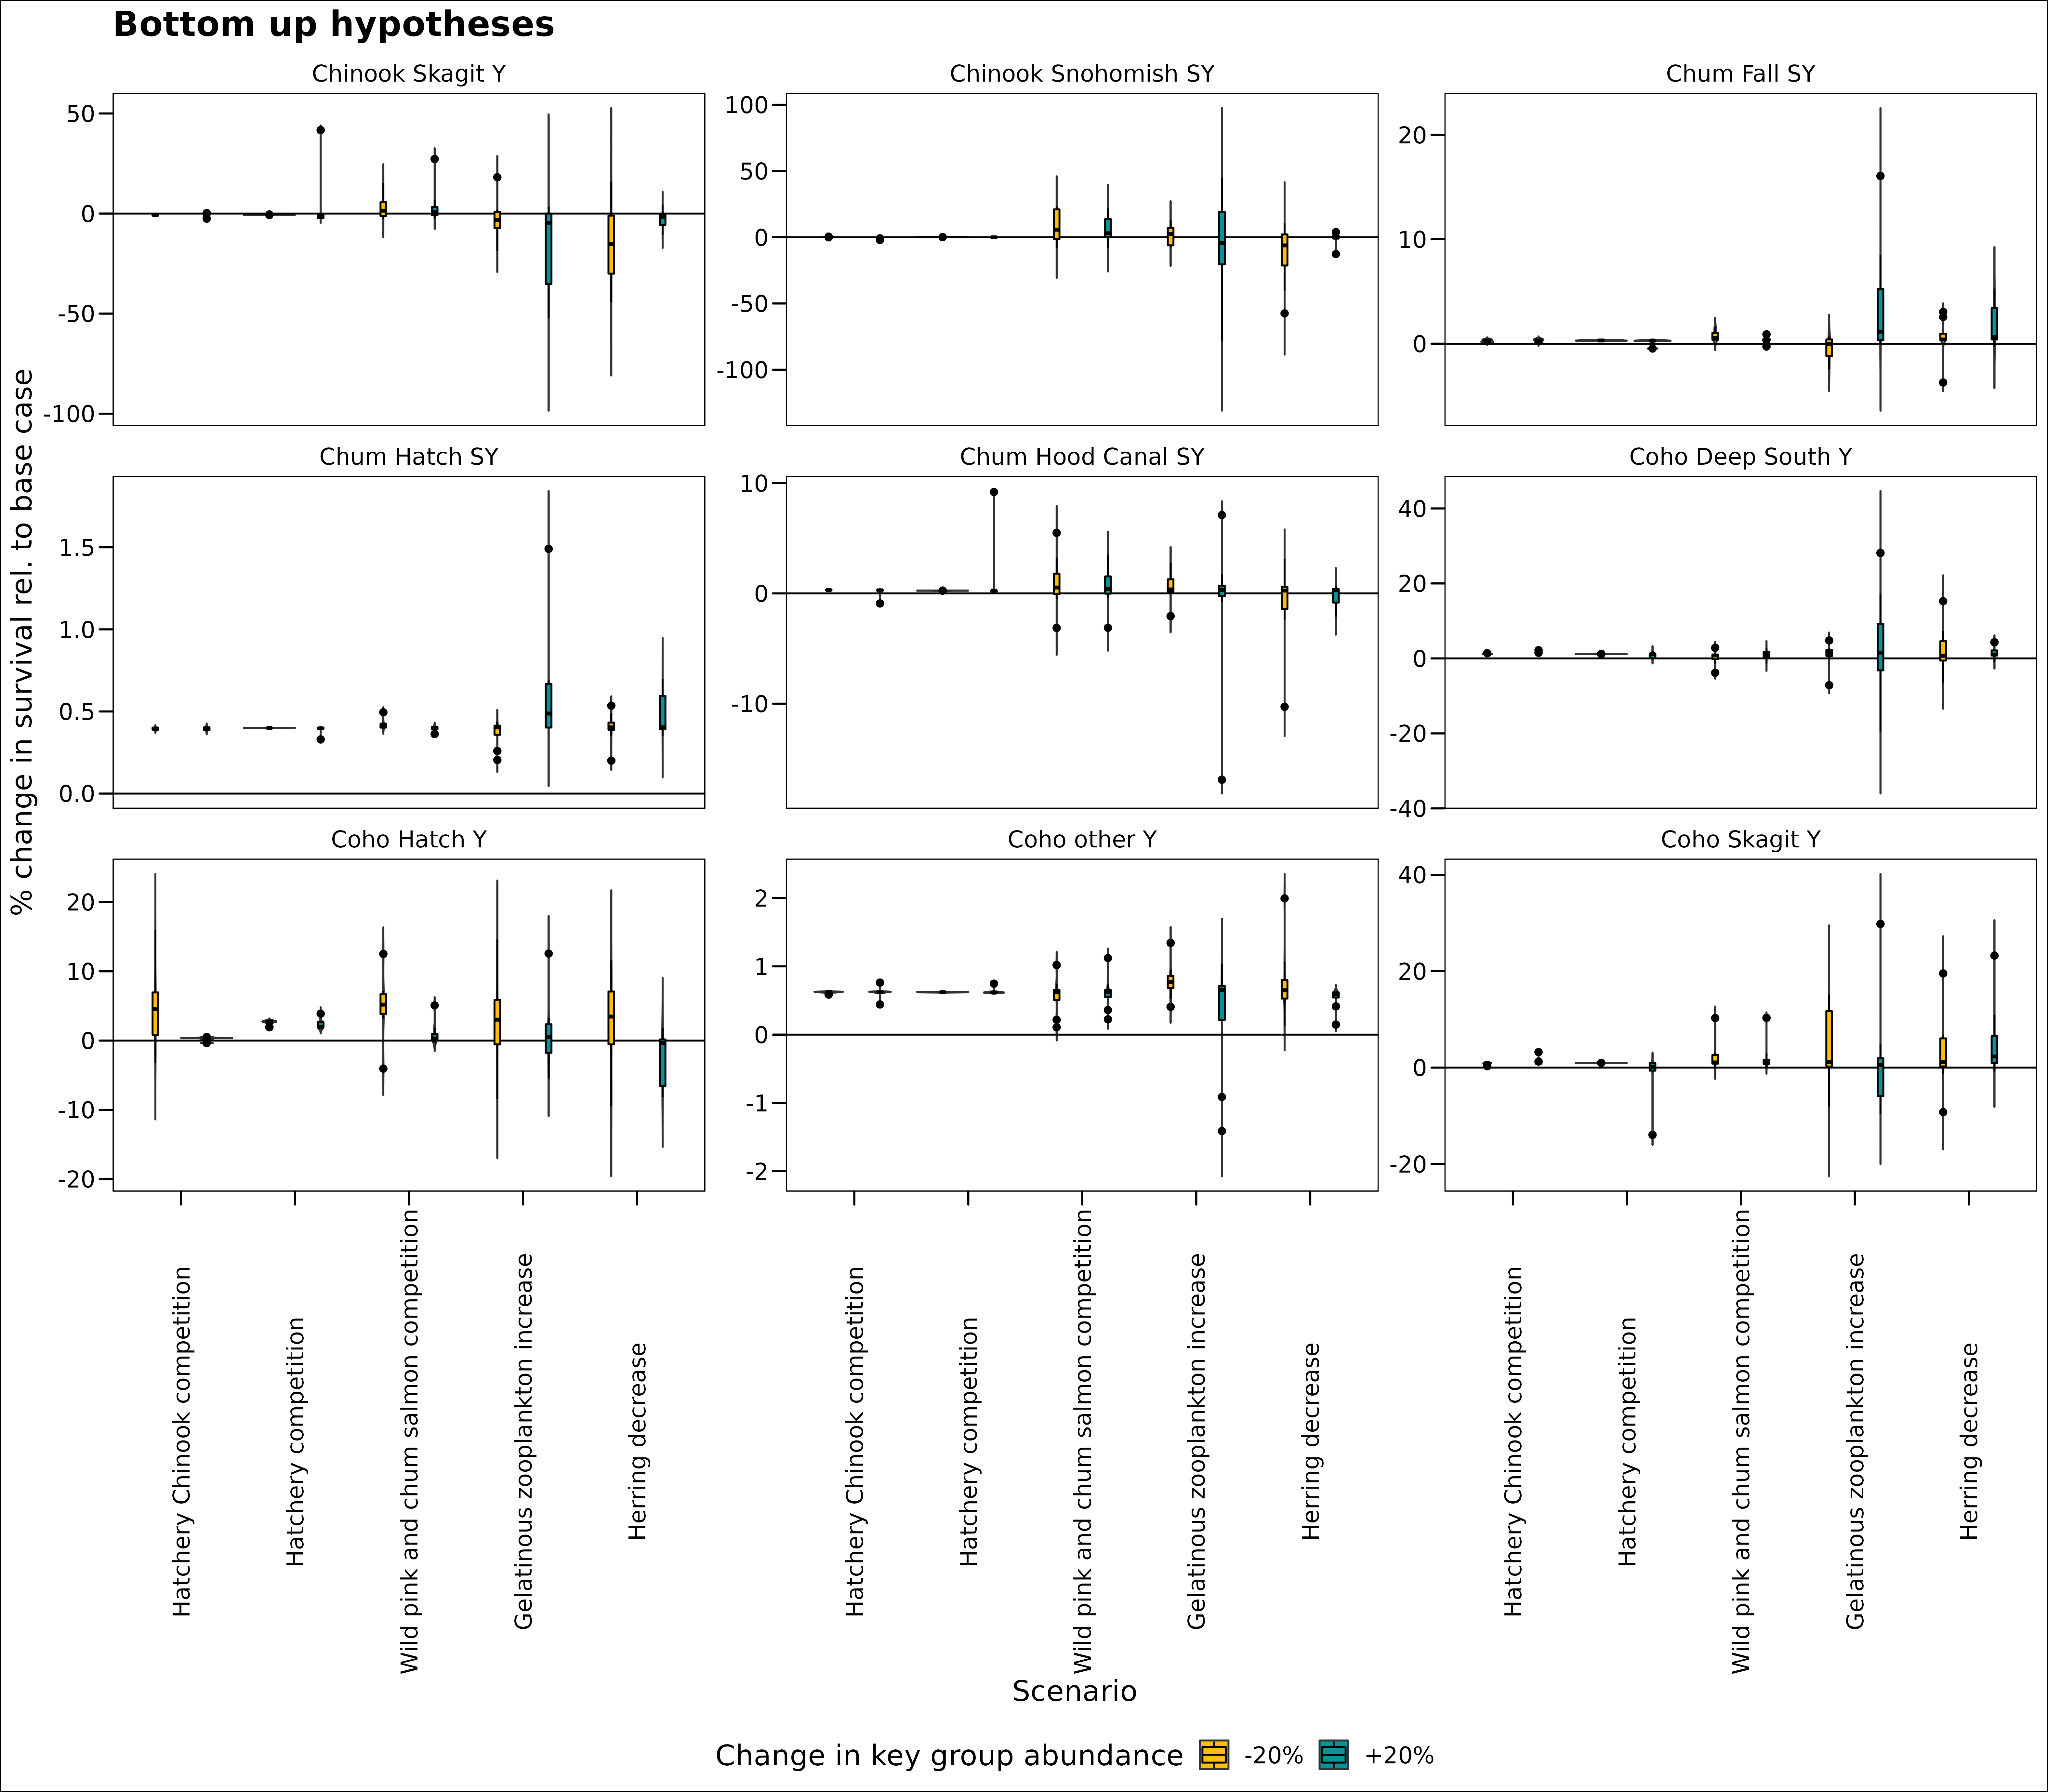 Bottom up hypotheses
% change in survival rel. to base case
Chinook Skagit Y
50
0
-50
-100
Chinook Snohomish SY
100
50
0
-50
-100
Chum Fall SY
20
10
0
Chum Hatch SY
1.5
1.0
0.5
0.0
Chum Hood Canal SY
10
0
-10
Coho Deep South Y
40
20
0
-20
-40
Coho Hatch Y
20
10
0
-10
-20
Coho other Y
2
1
0
-1
-2
Coho Skagit Y
40
20
0
-20
Hatchery Chinook competition
Hatchery competition
Wild pink and chum salmon competition
Gelatinous zooplankton increase
Herring decrease
Hatchery Chinook competition
Hatchery competition
Wild pink and chum salmon competition
Gelatinous zooplankton increase
Herring decrease
Hatchery Chinook competition
Hatchery competition
Wild pink and chum salmon competition
Gelatinous zooplankton increase
Herring decrease
Scenario
Change in key group abundance -20% +20%